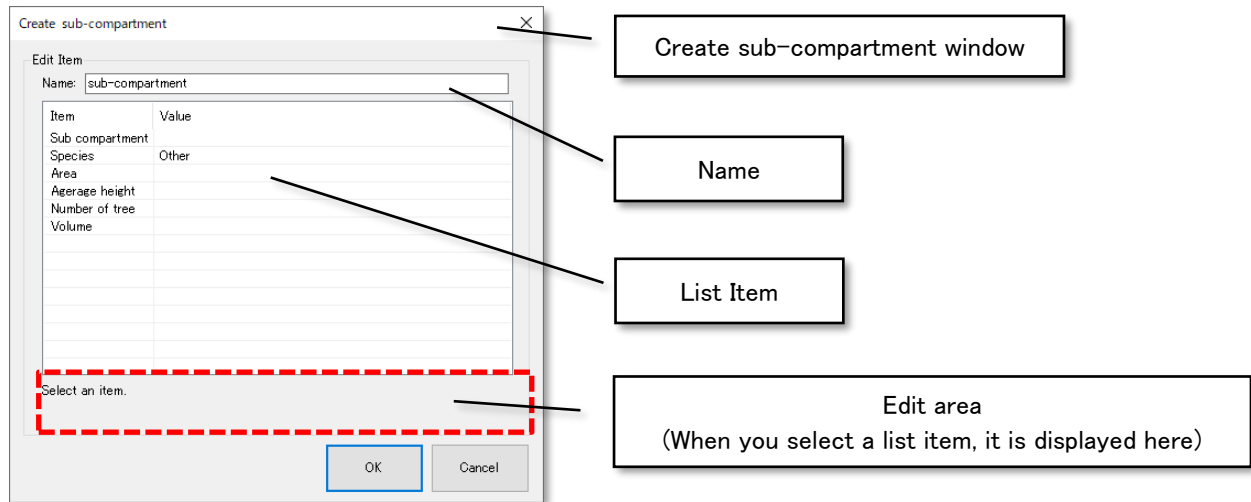 Create sub-compartment
Create sub-compartment window
Edit Item
Name: sub-compartment
Item Value
Sub compartment
Species Other
Area
Agerage height
Number of tree
Volume
Name
List Item
Select an item.
Edit area
(When you select a list item, it is displayed here)
OK Cancel